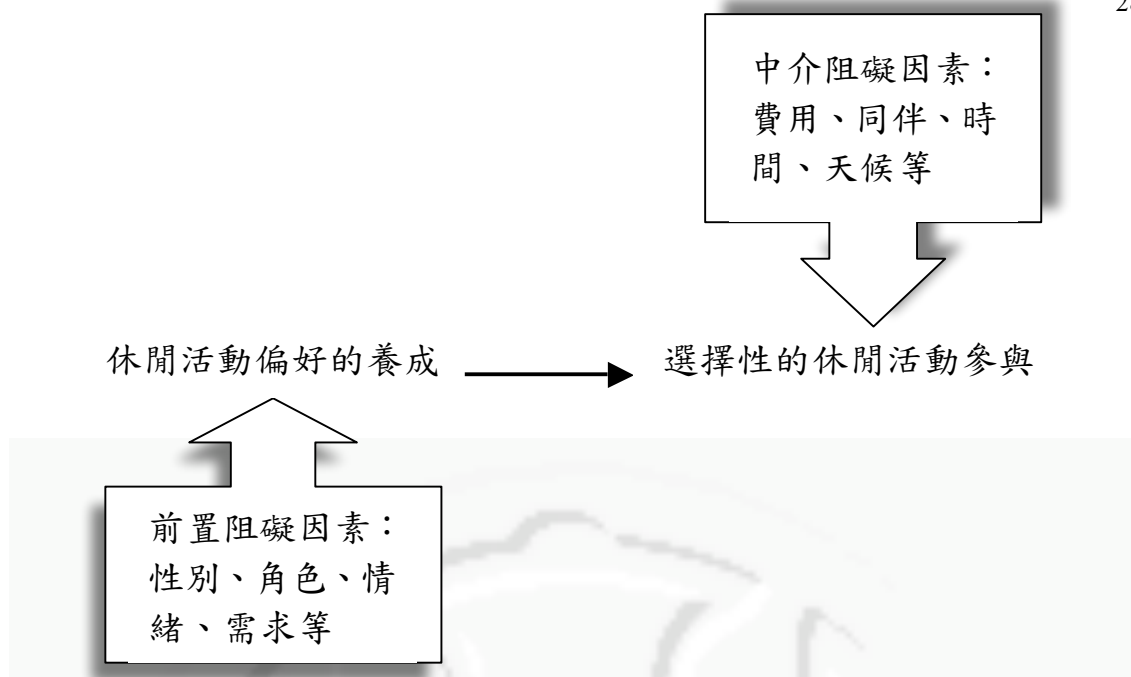 中介阻礙因素：
費用、同伴、時
間、天候等
休閒活動偏好的養成
選擇性的休閒活動參與
前置阻礙因素：
性別、角色、情
緒、需求等